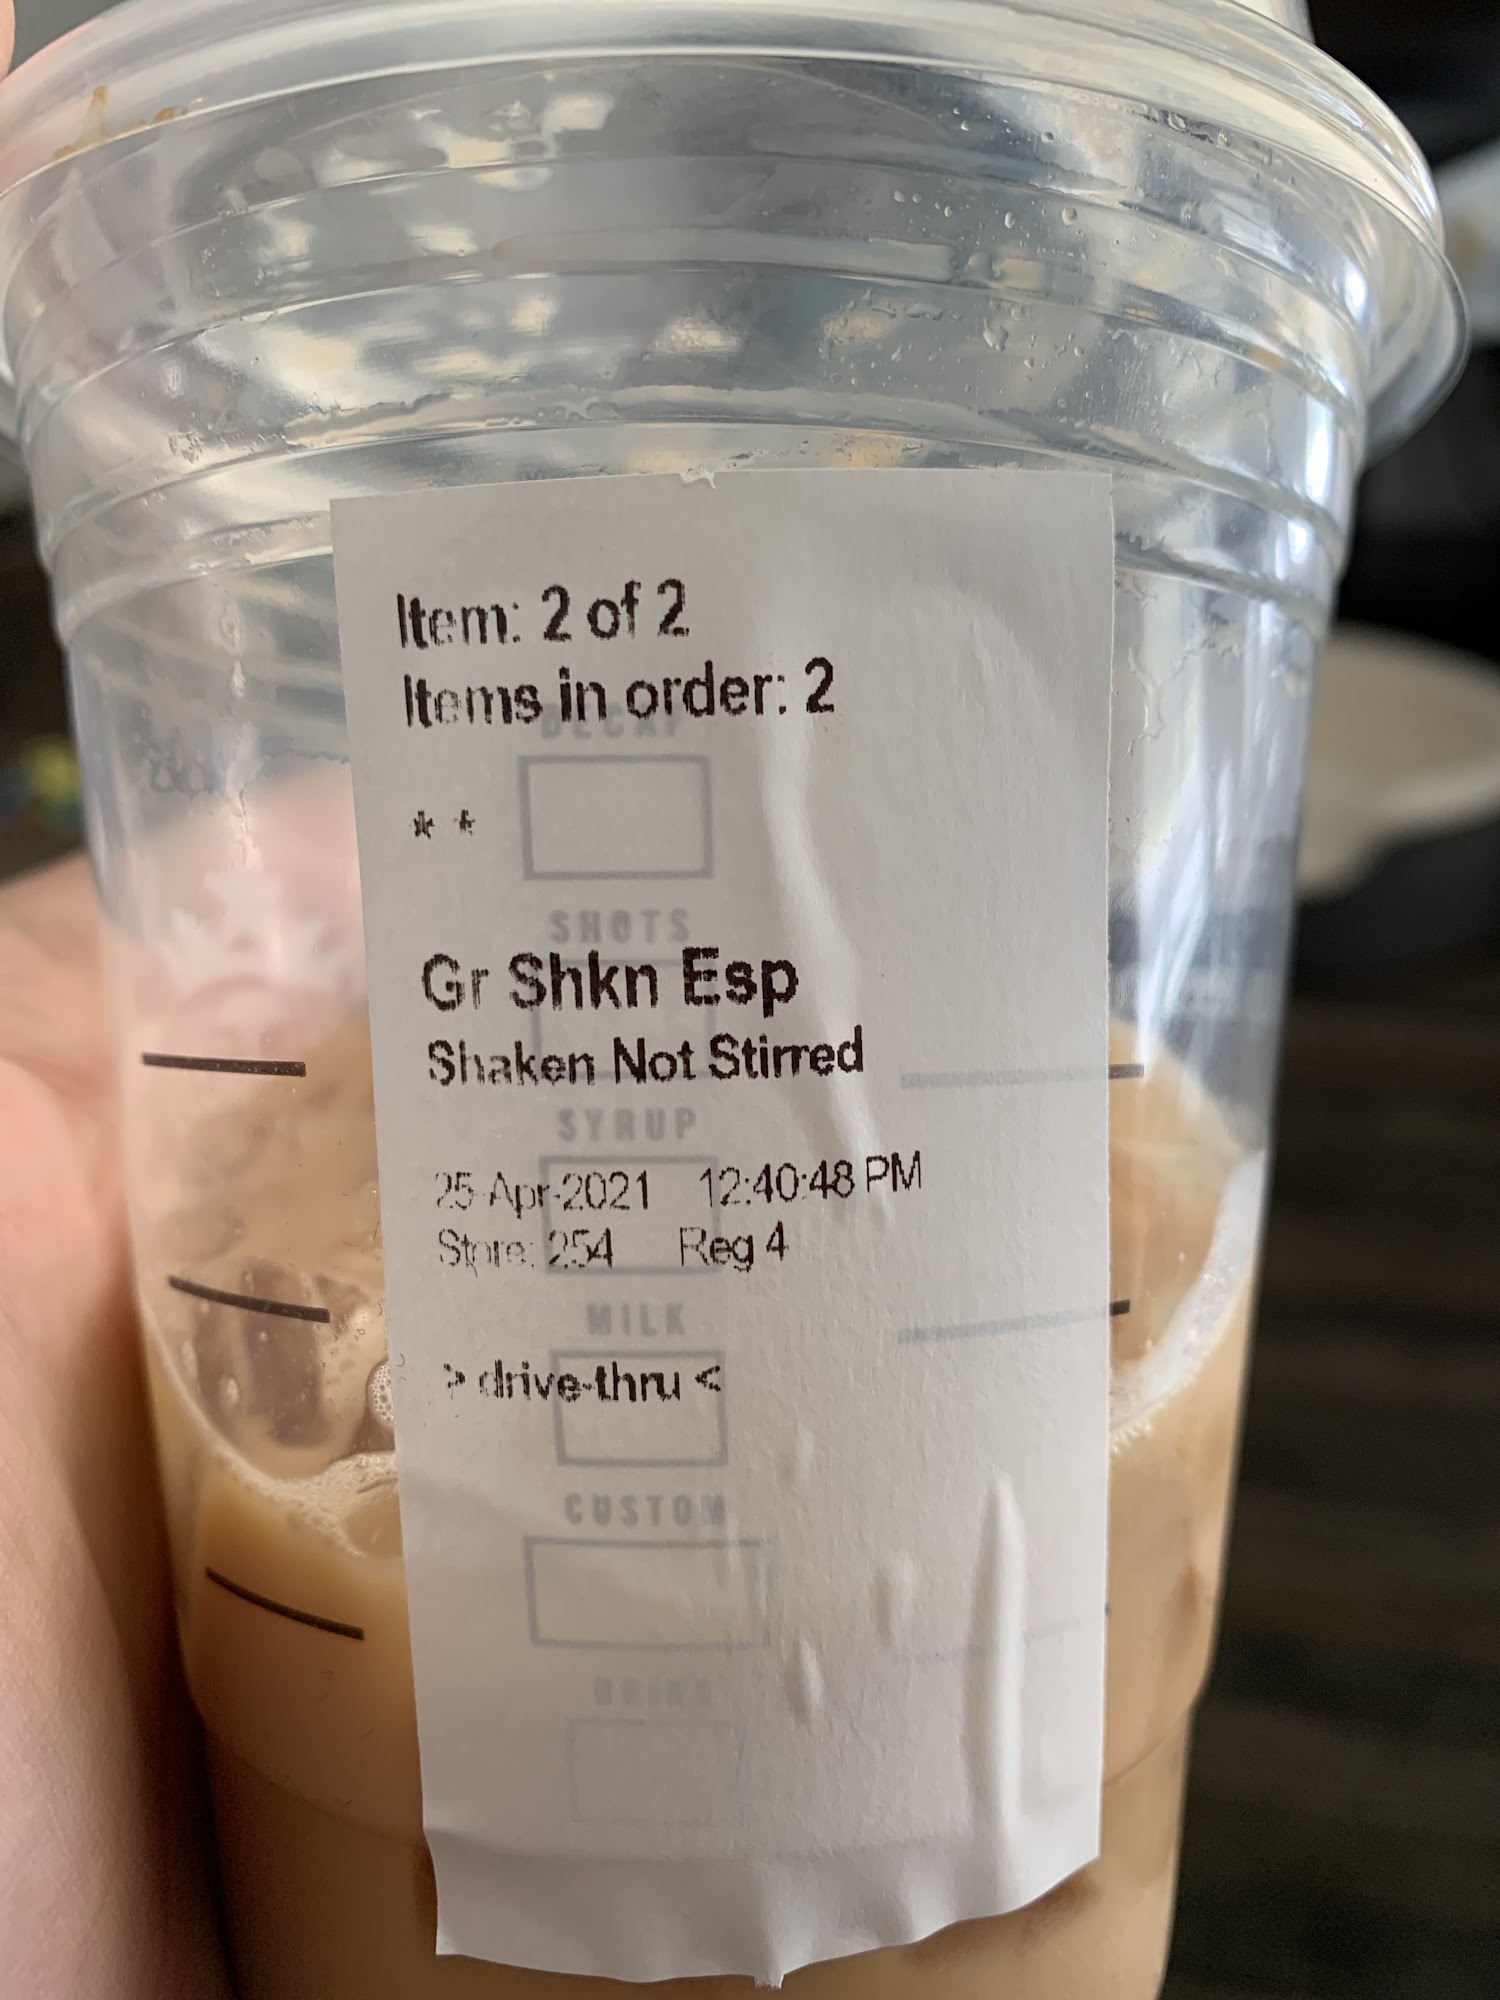 Item: 2 of 2
Items in order: 2
DECAF
* *
SHOTS
Gr Shkn Esp
Shaken Not Stirred
SYRUP
25-Apr-2021 12:40:48 PM
Store: 254 Reg 4
MILK
> drive-thru <
CUSTOM
DRINK